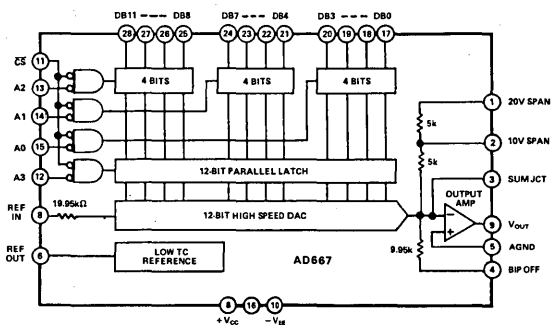 DB11 ---- DB8
DB7 ---- DB4
DB3 ---- DB0
28 27 26 25
24 23 22 21
20 19 18 17
CS
11
A2
13
A1
14
A0
15
A3
12
4 BITS
4 BITS
4 BITS
12-BIT PARALLEL LATCH
REF
IN
8
19.95kΩ
12-BIT HIGH SPEED DAC
REF
OUT
6
LOW TC
REFERENCE
AD667
5k
5k
9.95k
1
20V SPAN
2
10V SPAN
3
SUM JCT
OUTPUT
AMP
9
VOUT
5
AGND
4
BIP OFF
8 16 10
+VCC
-VEE